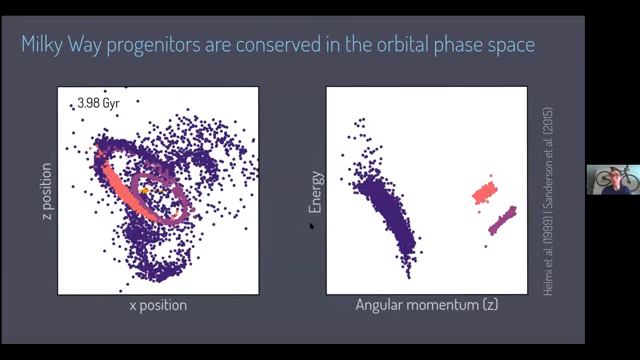 Milky Way progenitors are conserved in the orbital phase space
3.98 Gyr
z position
x position
Energy
Angular momentum (z)
Helmi et al. (1999) | Sanderson et al. (2015)